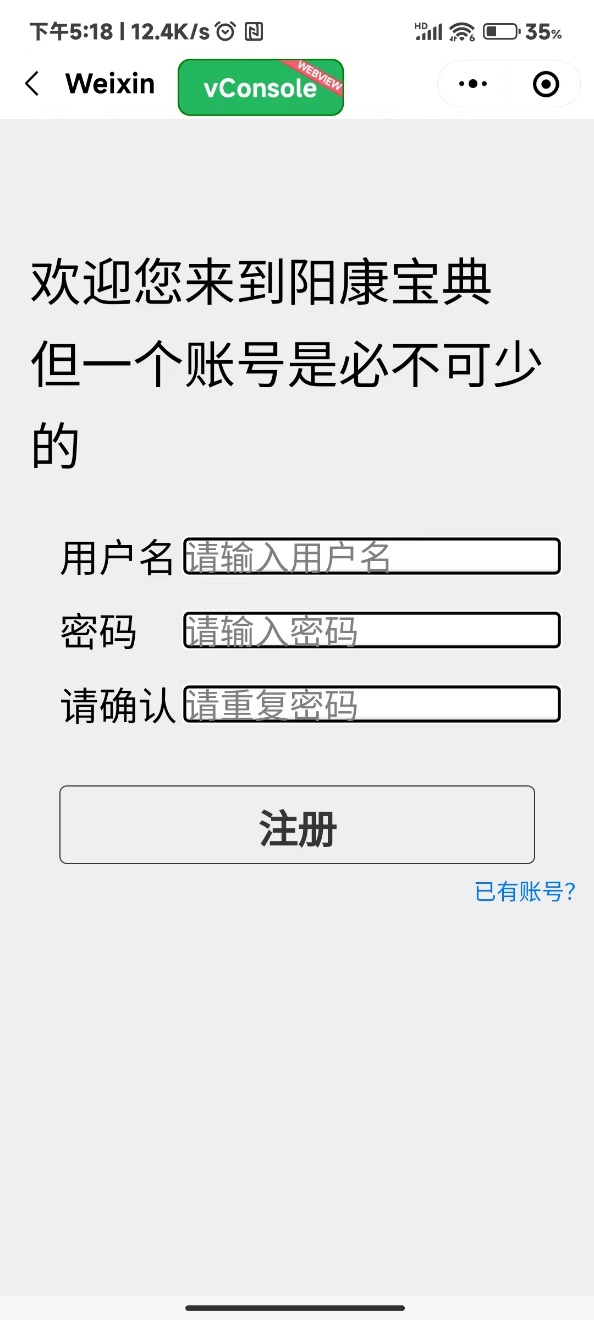 下午5:18 | 12.4K/s
HD
6
35%
Weixin
vConsole
WEBVIEW
欢迎您来到阳康宝典
但一个账号是必不可少
的
用户名 请输入用户名
密码 请输入密码
请确认 请重复密码
注册
已有账号?